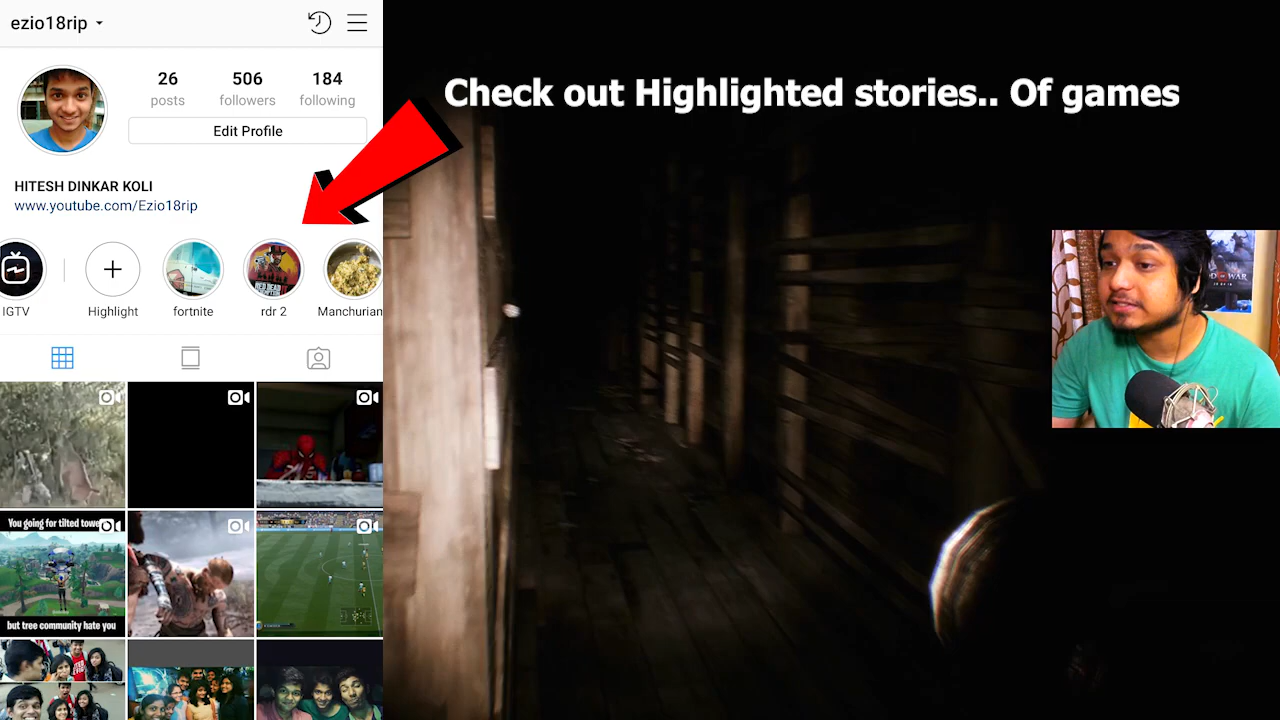 ezio18rip
26
506
184
posts
followers
following
Edit Profile
HITESH DINKAR KOLI
www.youtube.com/Ezio18rip
IGTV
Highlight
fortnite
rdr 2
Manchurian
You going for tilted towe
but tree community hate you
Check out Highlighted stories.. Of games